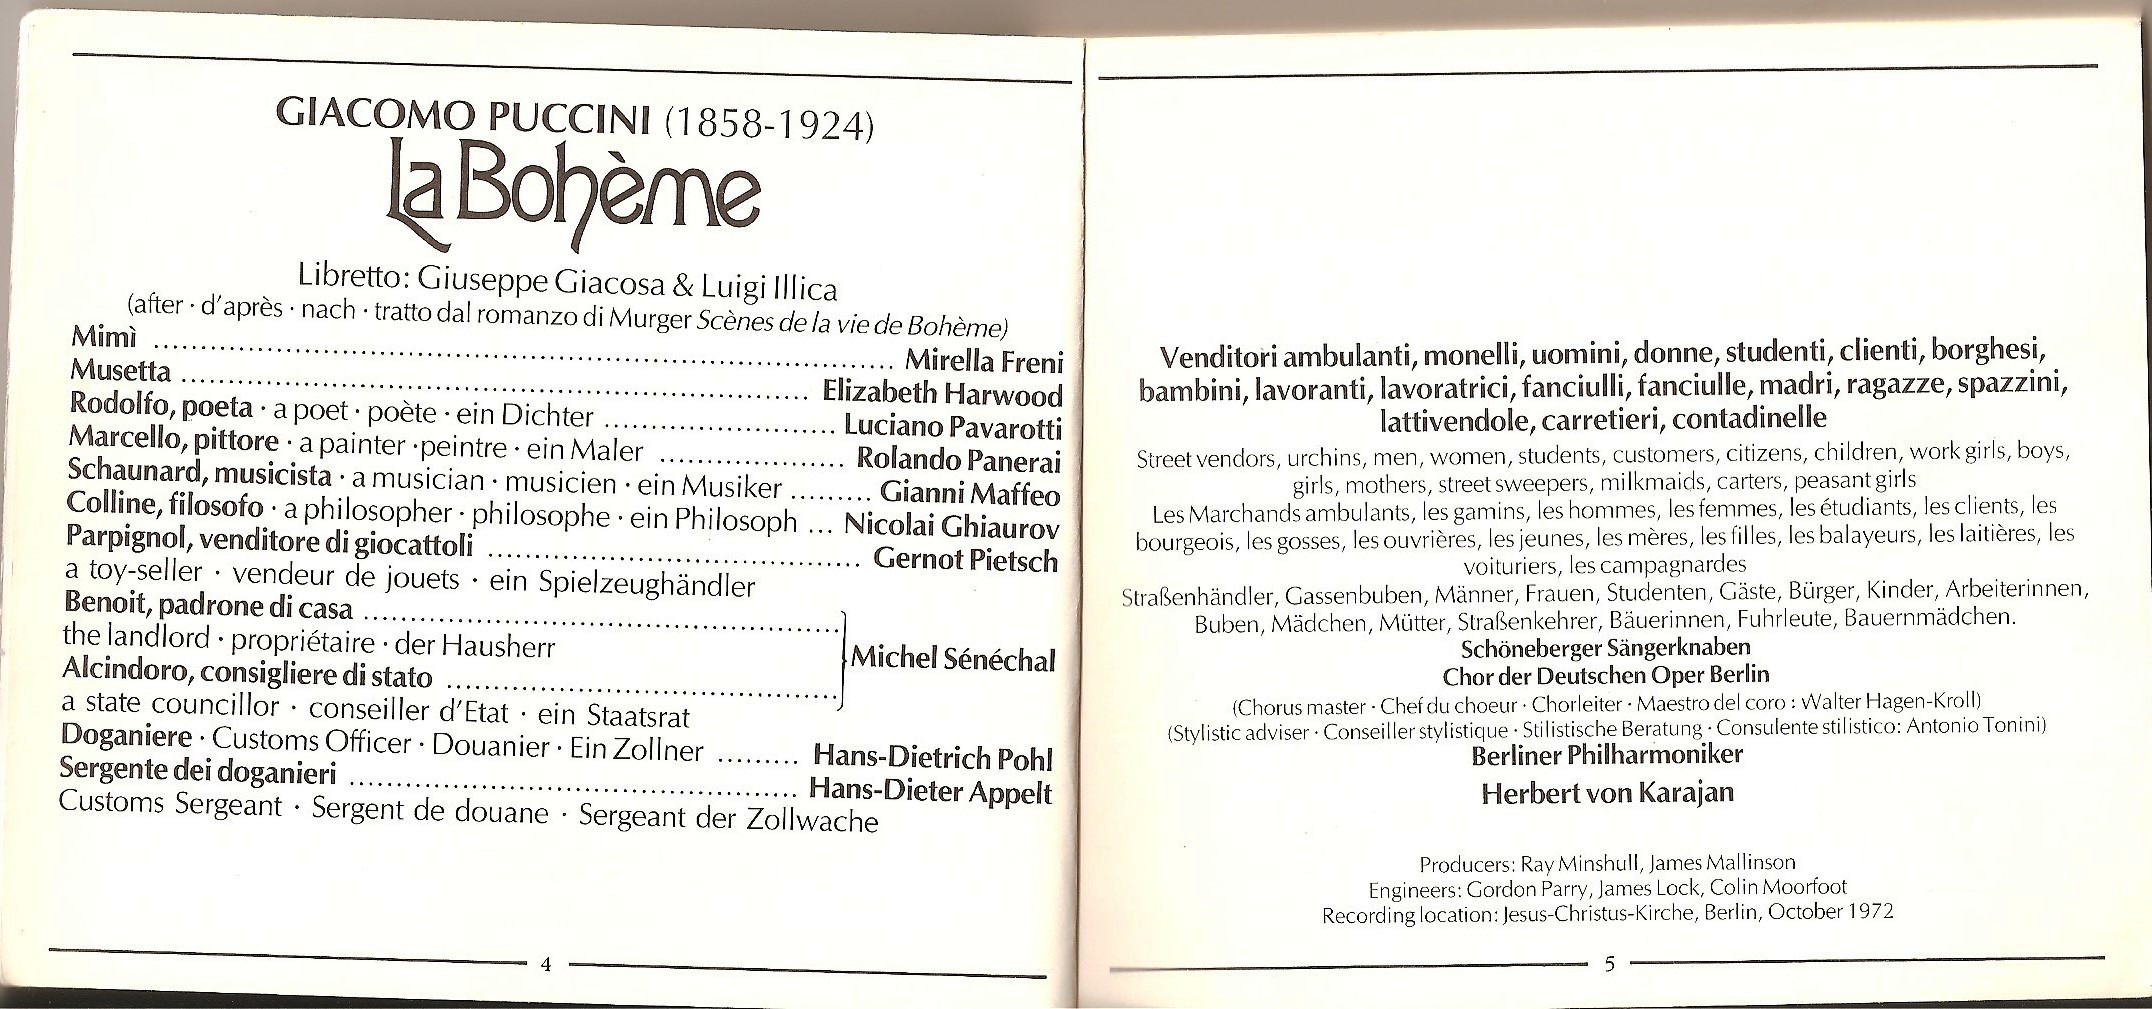 GIACOMO PUCCINI (1858-1924)
La Bohème
Libretto: Giuseppe Giacosa & Luigi Illica
(after · d'après · nach · tratto dal romanzo di Murger Scènes de la vie de Bohème)
Mimì ........................................ Mirella Freni
Musetta ........................................ Elizabeth Harwood
Rodolfo, poeta · a poet · poète · ein Dichter ........................ Luciano Pavarotti
Marcello, pittore · a painter · peintre · ein Maler .................... Rolando Panerai
Schaunard, musicista · a musician · musicien · ein Musiker ......... Gianni Maffeo
Colline, filosofo · a philosopher · philosophe · ein Philosoph ... Nicolai Ghiaurov
Parpignol, venditore di giocattoli ........................................ Gernot Pietsch
a toy-seller · vendeur de jouets · ein Spielzeughändler
Benoit, padrone di casa ........................................
the landlord · propriétaire · der Hausherr
Michel Sénéchal
Alcindoro, consigliere di stato ........................................
a state councillor · conseiller d'Etat · ein Staatsrat
Doganiere · Customs Officer · Douanier · Ein Zollner ......... Hans-Dietrich Pohl
Sergente dei doganieri ........................................ Hans-Dieter Appelt
Customs Sergeant · Sergent de douane · Sergeant der Zollwache
4
Venditori ambulanti, monelli, uomini, donne, studenti, clienti, borghesi,
bambini, lavoranti, lavoratrici, fanciulli, fanciulle, madri, ragazze, spazzini,
lattivendole, carretieri, contadinelle
Street vendors, urchins, men, women, students, customers, citizens, children, work girls, boys,
girls, mothers, street sweepers, milkmaids, carters, peasant girls
Les Marchands ambulants, les gamins, les hommes, les femmes, les étudiants, les clients, les
bourgeois, les gosses, les ouvrières, les jeunes, les mères, les filles, les balayeurs, les laitières, les
voituriers, les campagnardes
Straßenhändler, Gassenbuben, Männer, Frauen, Studenten, Gäste, Bürger, Kinder, Arbeiterinnen,
Buben, Mädchen, Mütter, Straßenkehrer, Bäuerinnen, Fuhrleute, Bauernmädchen.
Schöneberger Sängerknaben
Chor der Deutschen Oper Berlin
(Chorus master · Chef du choeur · Chorleiter · Maestro del coro : Walter Hagen-Kroll)
(Stylistic adviser · Conseiller stylistique · Stilistische Beratung · Consulente stilistico: Antonio Tonini)
Berliner Philharmoniker
Herbert von Karajan
Producers: Ray Minshull, James Mallinson
Engineers: Gordon Parry, James Lock, Colin Moorfoot
Recording location: Jesus-Christus-Kirche, Berlin, October 1972
5